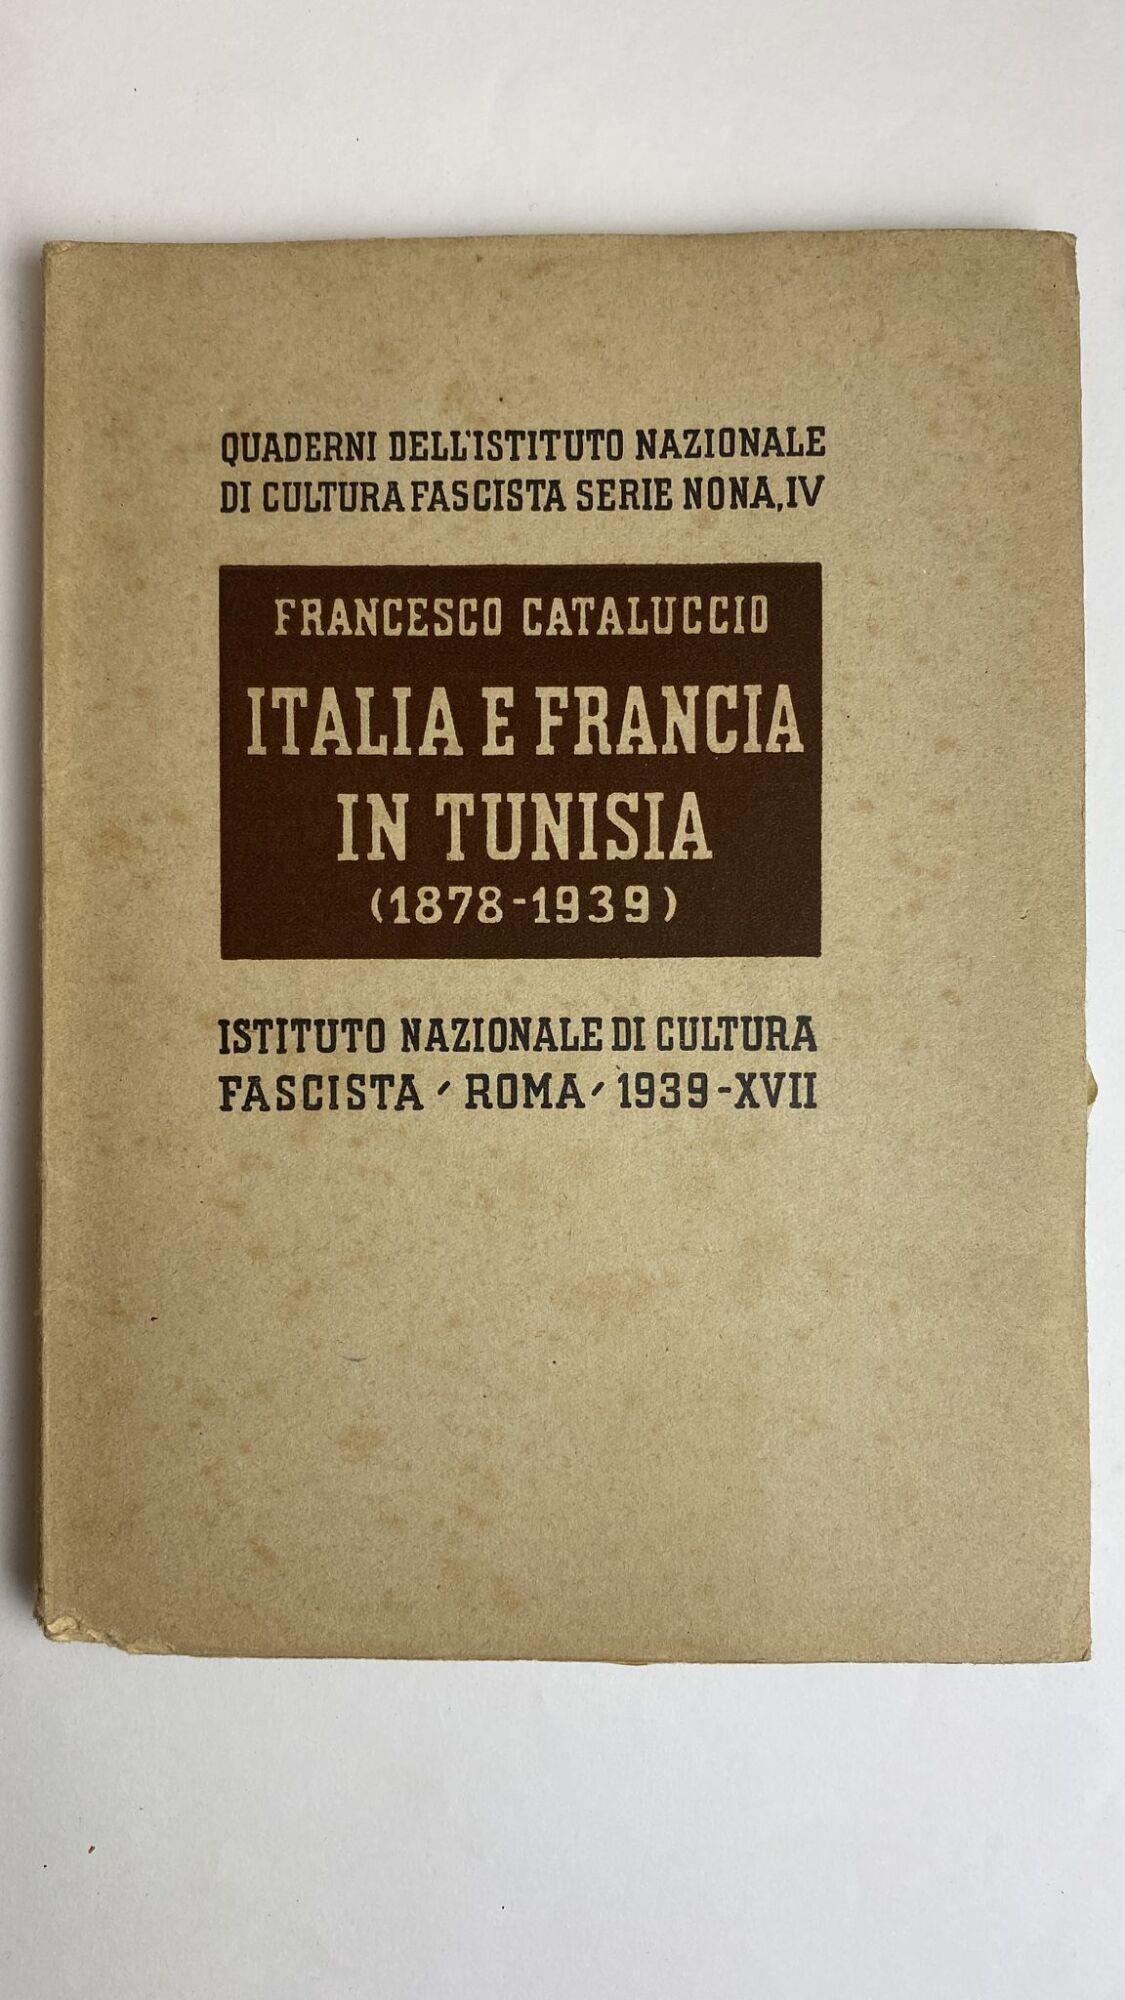 QUADERNI DELL'ISTITUTO NAZIONALE
DI CULTURA FASCISTA SERIE NONA, IV
FRANCESCO CATALUCCIO
ITALIA E FRANCIA
IN TUNISIA
(1878-1939)
ISTITUTO NAZIONALE DI CULTURA
FASCISTA / ROMA / 1939-XVII